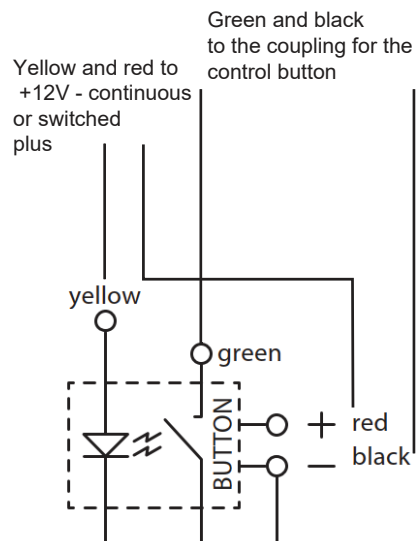 Green and black
to the coupling for the
control button
Yellow and red to
+12V - continuous
or switched
plus
yellow
green
BUTTON
+ red
− black